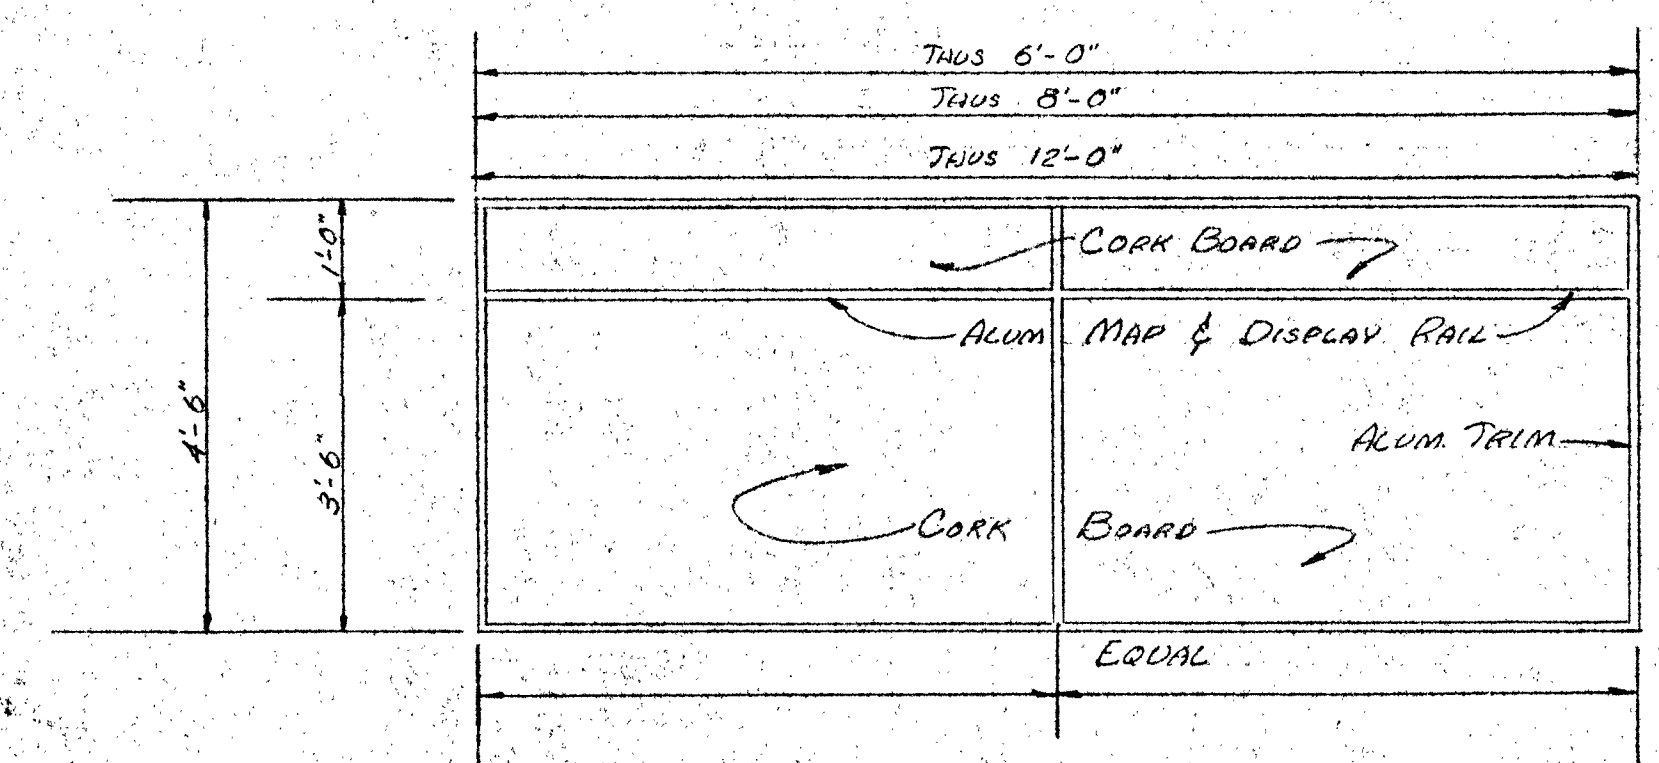 THUS 6'-0"
THUS 8'-0"
THUS 12'-0"
1'-0"
CORK BOARD
ALUM MAP & DISPLAY RAIL
4'-6"
3'-6"
ALUM. TRIM
CORK BOARD
EQUAL